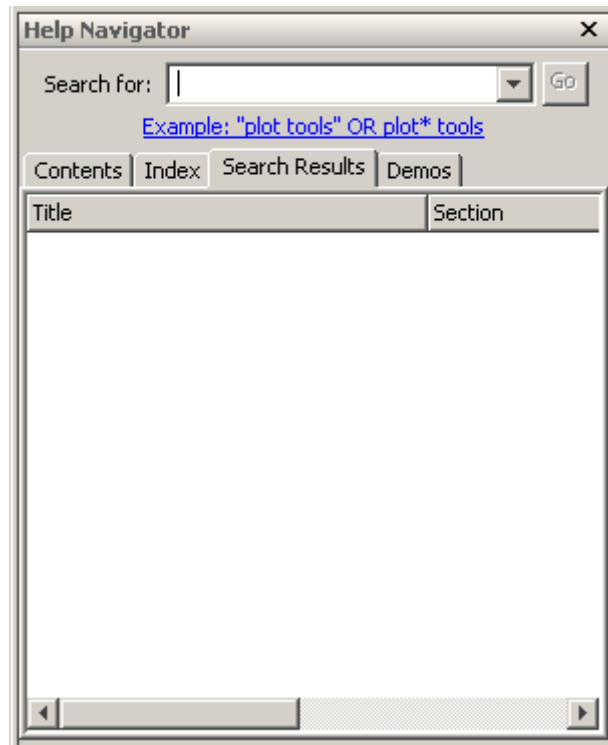 Help Navigator
Search for: Go
Example: "plot tools" OR plot* tools
Contents Index Search Results Demos
Title Section